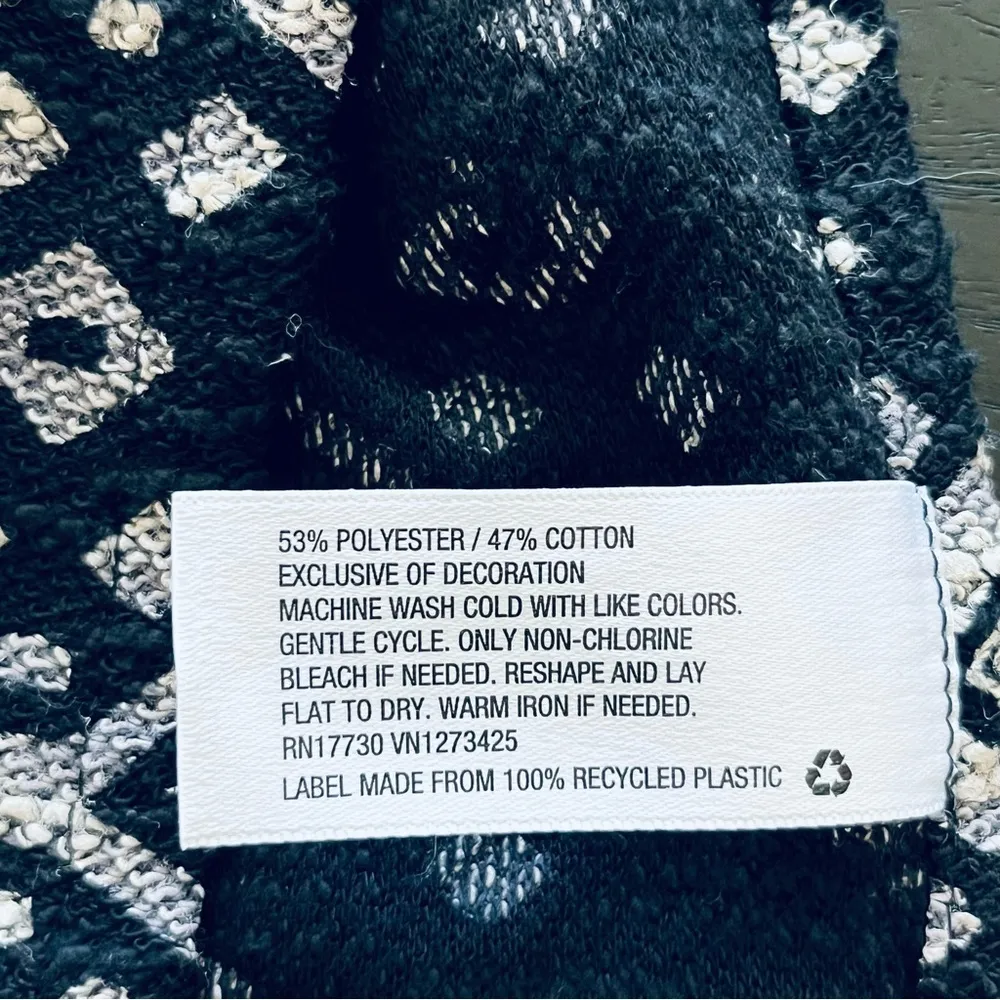 53% POLYESTER / 47% COTTON
EXCLUSIVE OF DECORATION
MACHINE WASH COLD WITH LIKE COLORS.
GENTLE CYCLE. ONLY NON-CHLORINE
BLEACH IF NEEDED. RESHAPE AND LAY
FLAT TO DRY. WARM IRON IF NEEDED.
RN17730 VN1273425
LABEL MADE FROM 100% RECYCLED PLASTIC